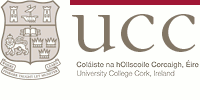 UCC
Coláiste na hOllscoile Corcaigh, Éire
University College Cork, Ireland